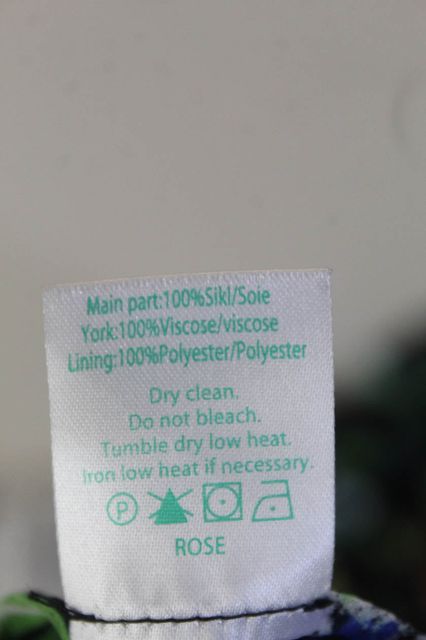 Main part:100%Sikl/Soie
York:100%Viscose/viscose
Lining:100%Polyester/Polyester
Dry clean.
Do not bleach.
Tumble dry low heat.
Iron low heat if necessary.
P
ROSE